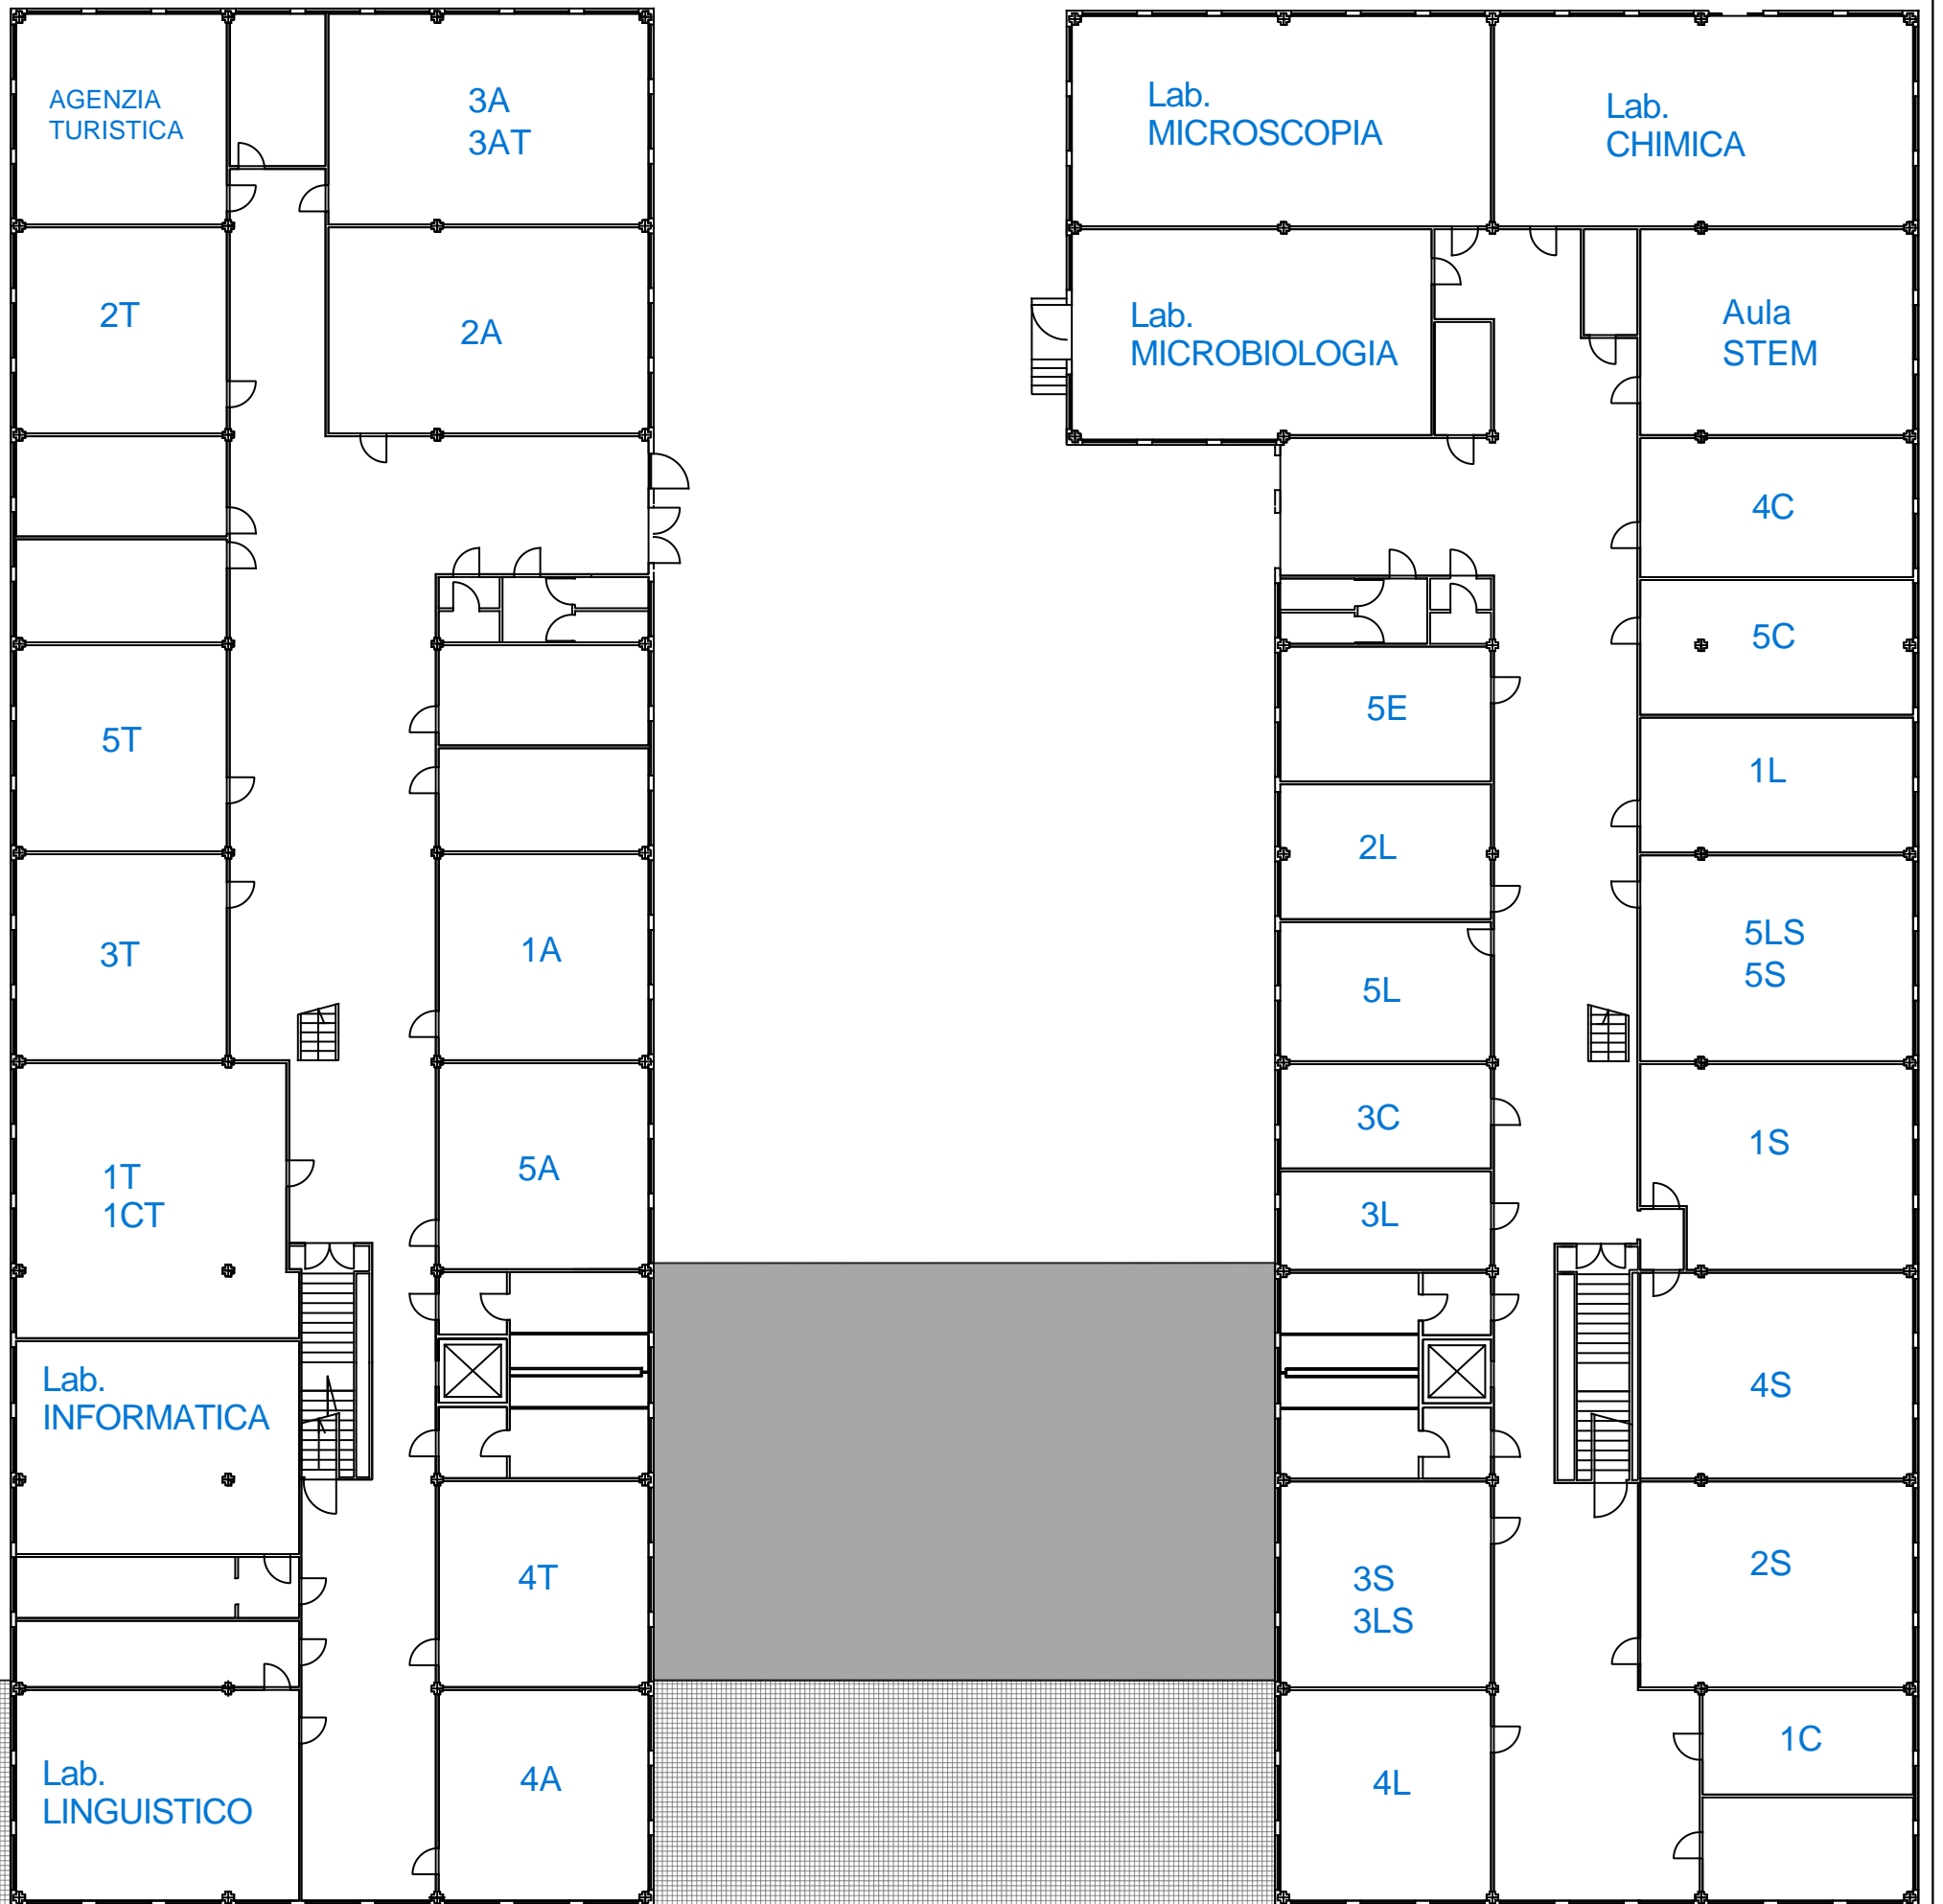 AGENZIA
TURISTICA
3A
3AT
2T
2A
5T
3T
1A
1T
1CT
5A
Lab.
INFORMATICA
4T
Lab.
LINGUISTICO
4A
Lab.
MICROSCOPIA
Lab.
CHIMICA
Lab.
MICROBIOLOGIA
Aula
STEM
4C
5C
5E
1L
2L
5LS
5S
5L
3C
1S
3L
4S
3S
3LS
2S
4L
1C